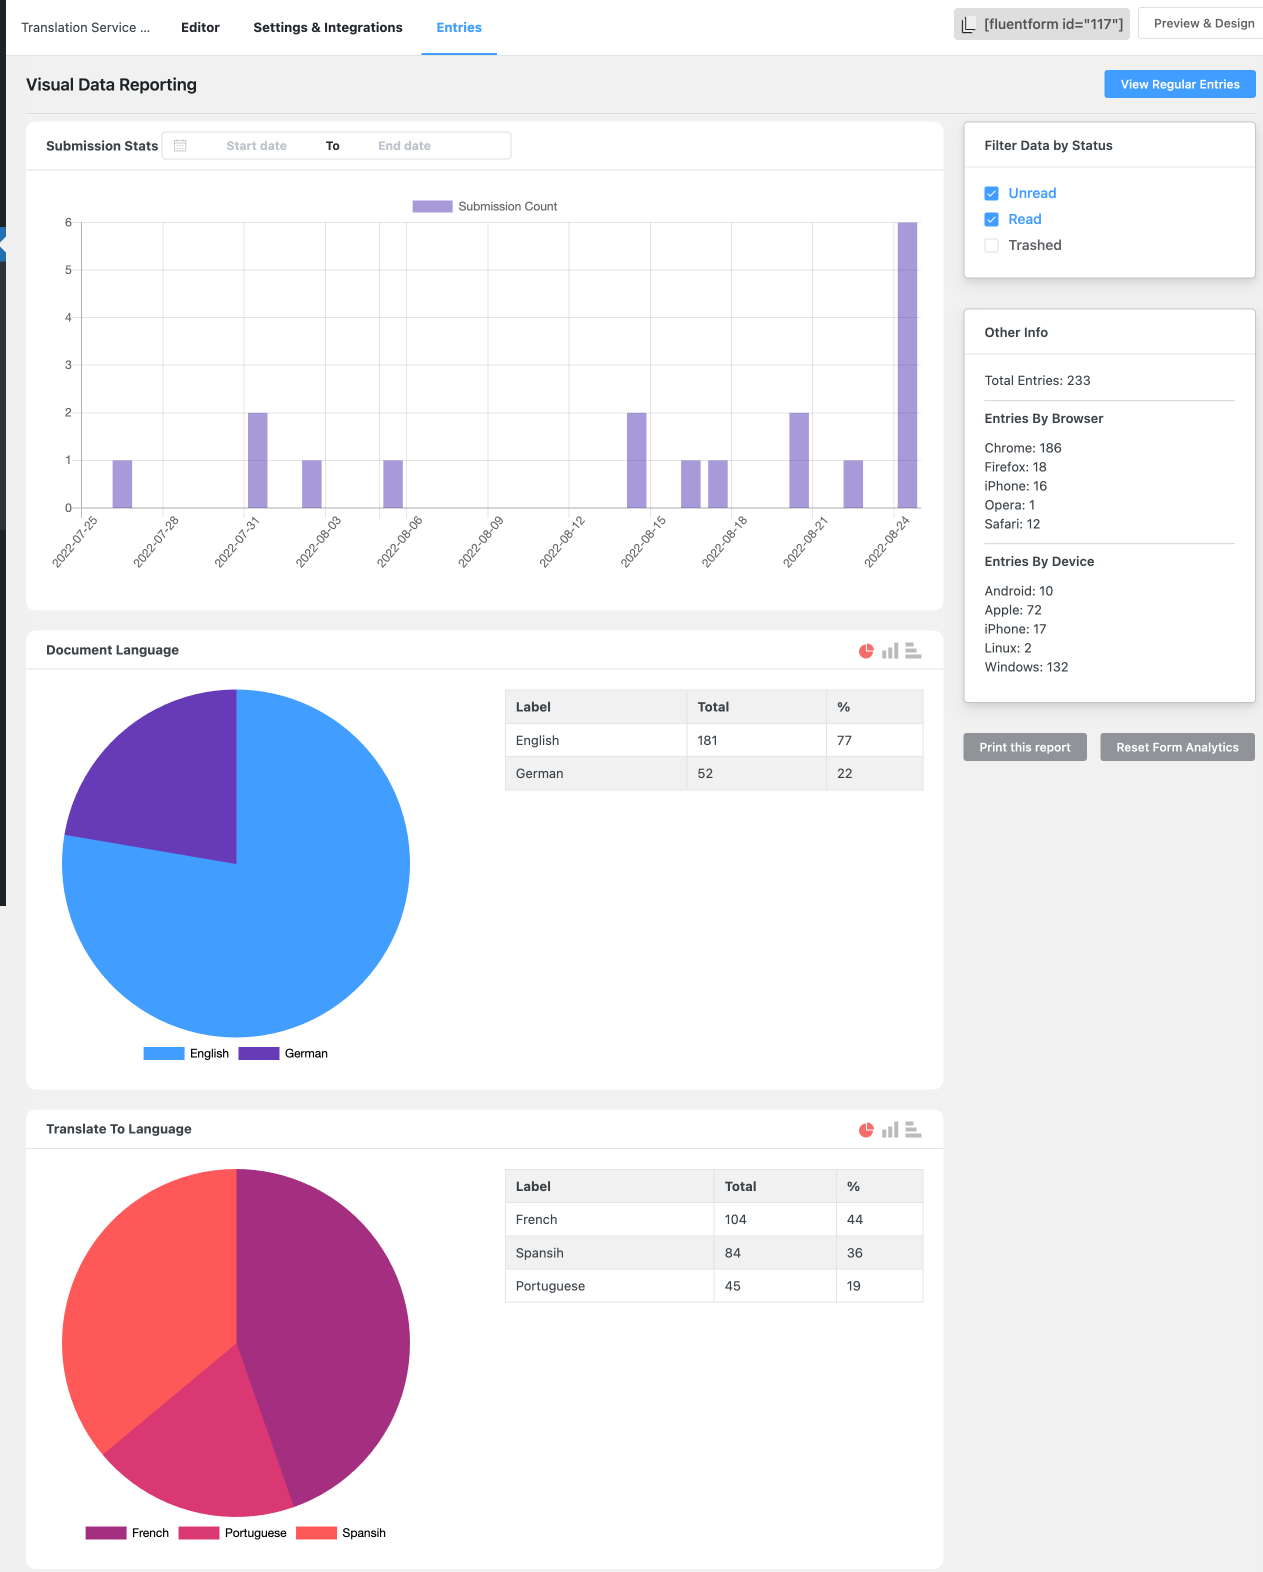 Translation Service ... Editor Settings & Integrations Entries [fluentform id="117"] Preview & Design
Visual Data Reporting View Regular Entries
Submission Stats Start date To End date
Submission Count
6
5
4
3
2
1
0
2022-07-25 2022-07-28 2022-07-31 2022-08-03 2022-08-06 2022-08-09 2022-08-12 2022-08-15 2022-08-18 2022-08-21 2022-08-24
Filter Data by Status
Unread
Read
Trashed
Other Info
Total Entries: 233
Entries By Browser
Chrome: 186
Firefox: 18
iPhone: 16
Opera: 1
Safari: 12
Entries By Device
Android: 10
Apple: 72
iPhone: 17
Linux: 2
Windows: 132
Print this report Reset Form Analytics
Document Language
Label Total %
English 181 77
German 52 22
English German
Translate To Language
Label Total %
French 104 44
Spansih 84 36
Portuguese 45 19
French Portuguese Spansih